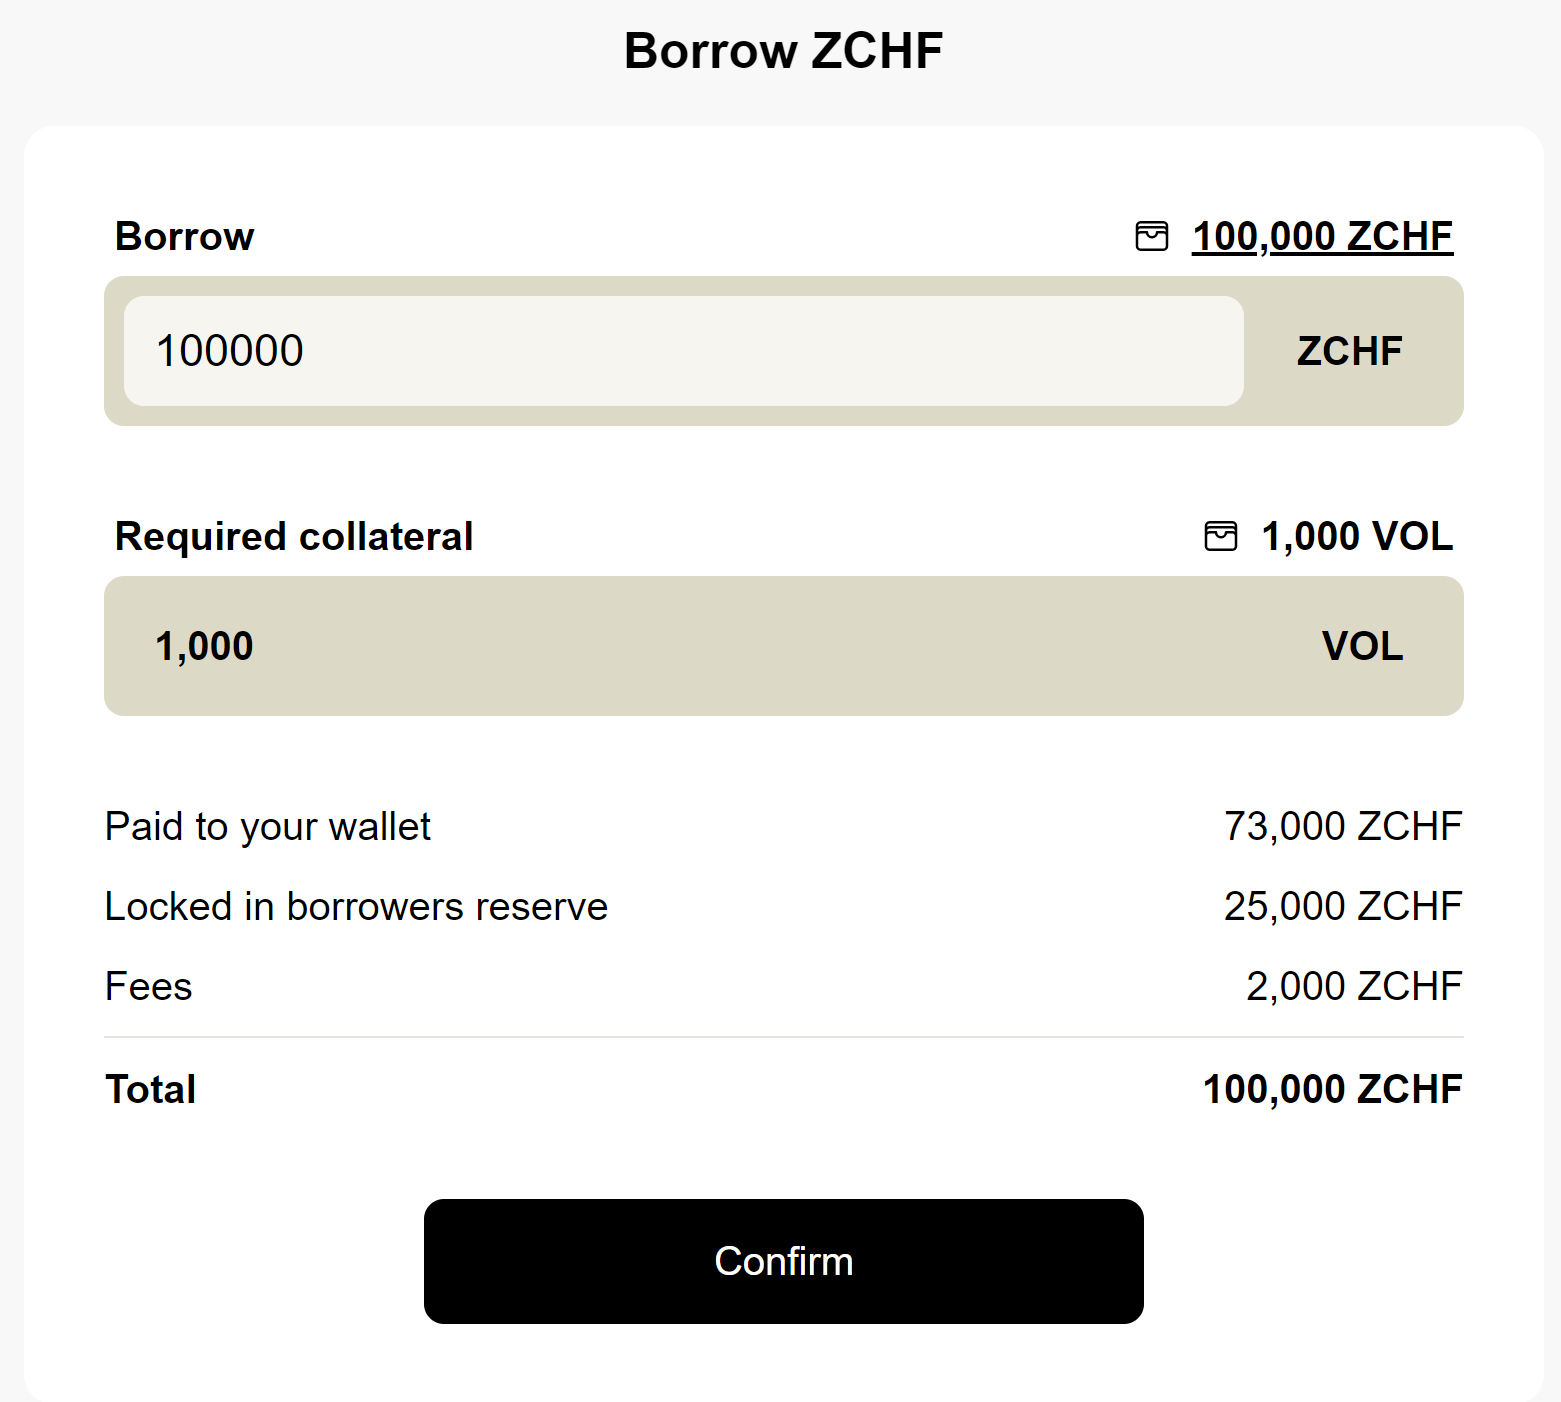 Borrow ZCHF
Borrow 100,000 ZCHF
100000 ZCHF
Required collateral 1,000 VOL
1,000 VOL
Paid to your wallet 73,000 ZCHF
Locked in borrowers reserve 25,000 ZCHF
Fees 2,000 ZCHF
Total 100,000 ZCHF
Confirm